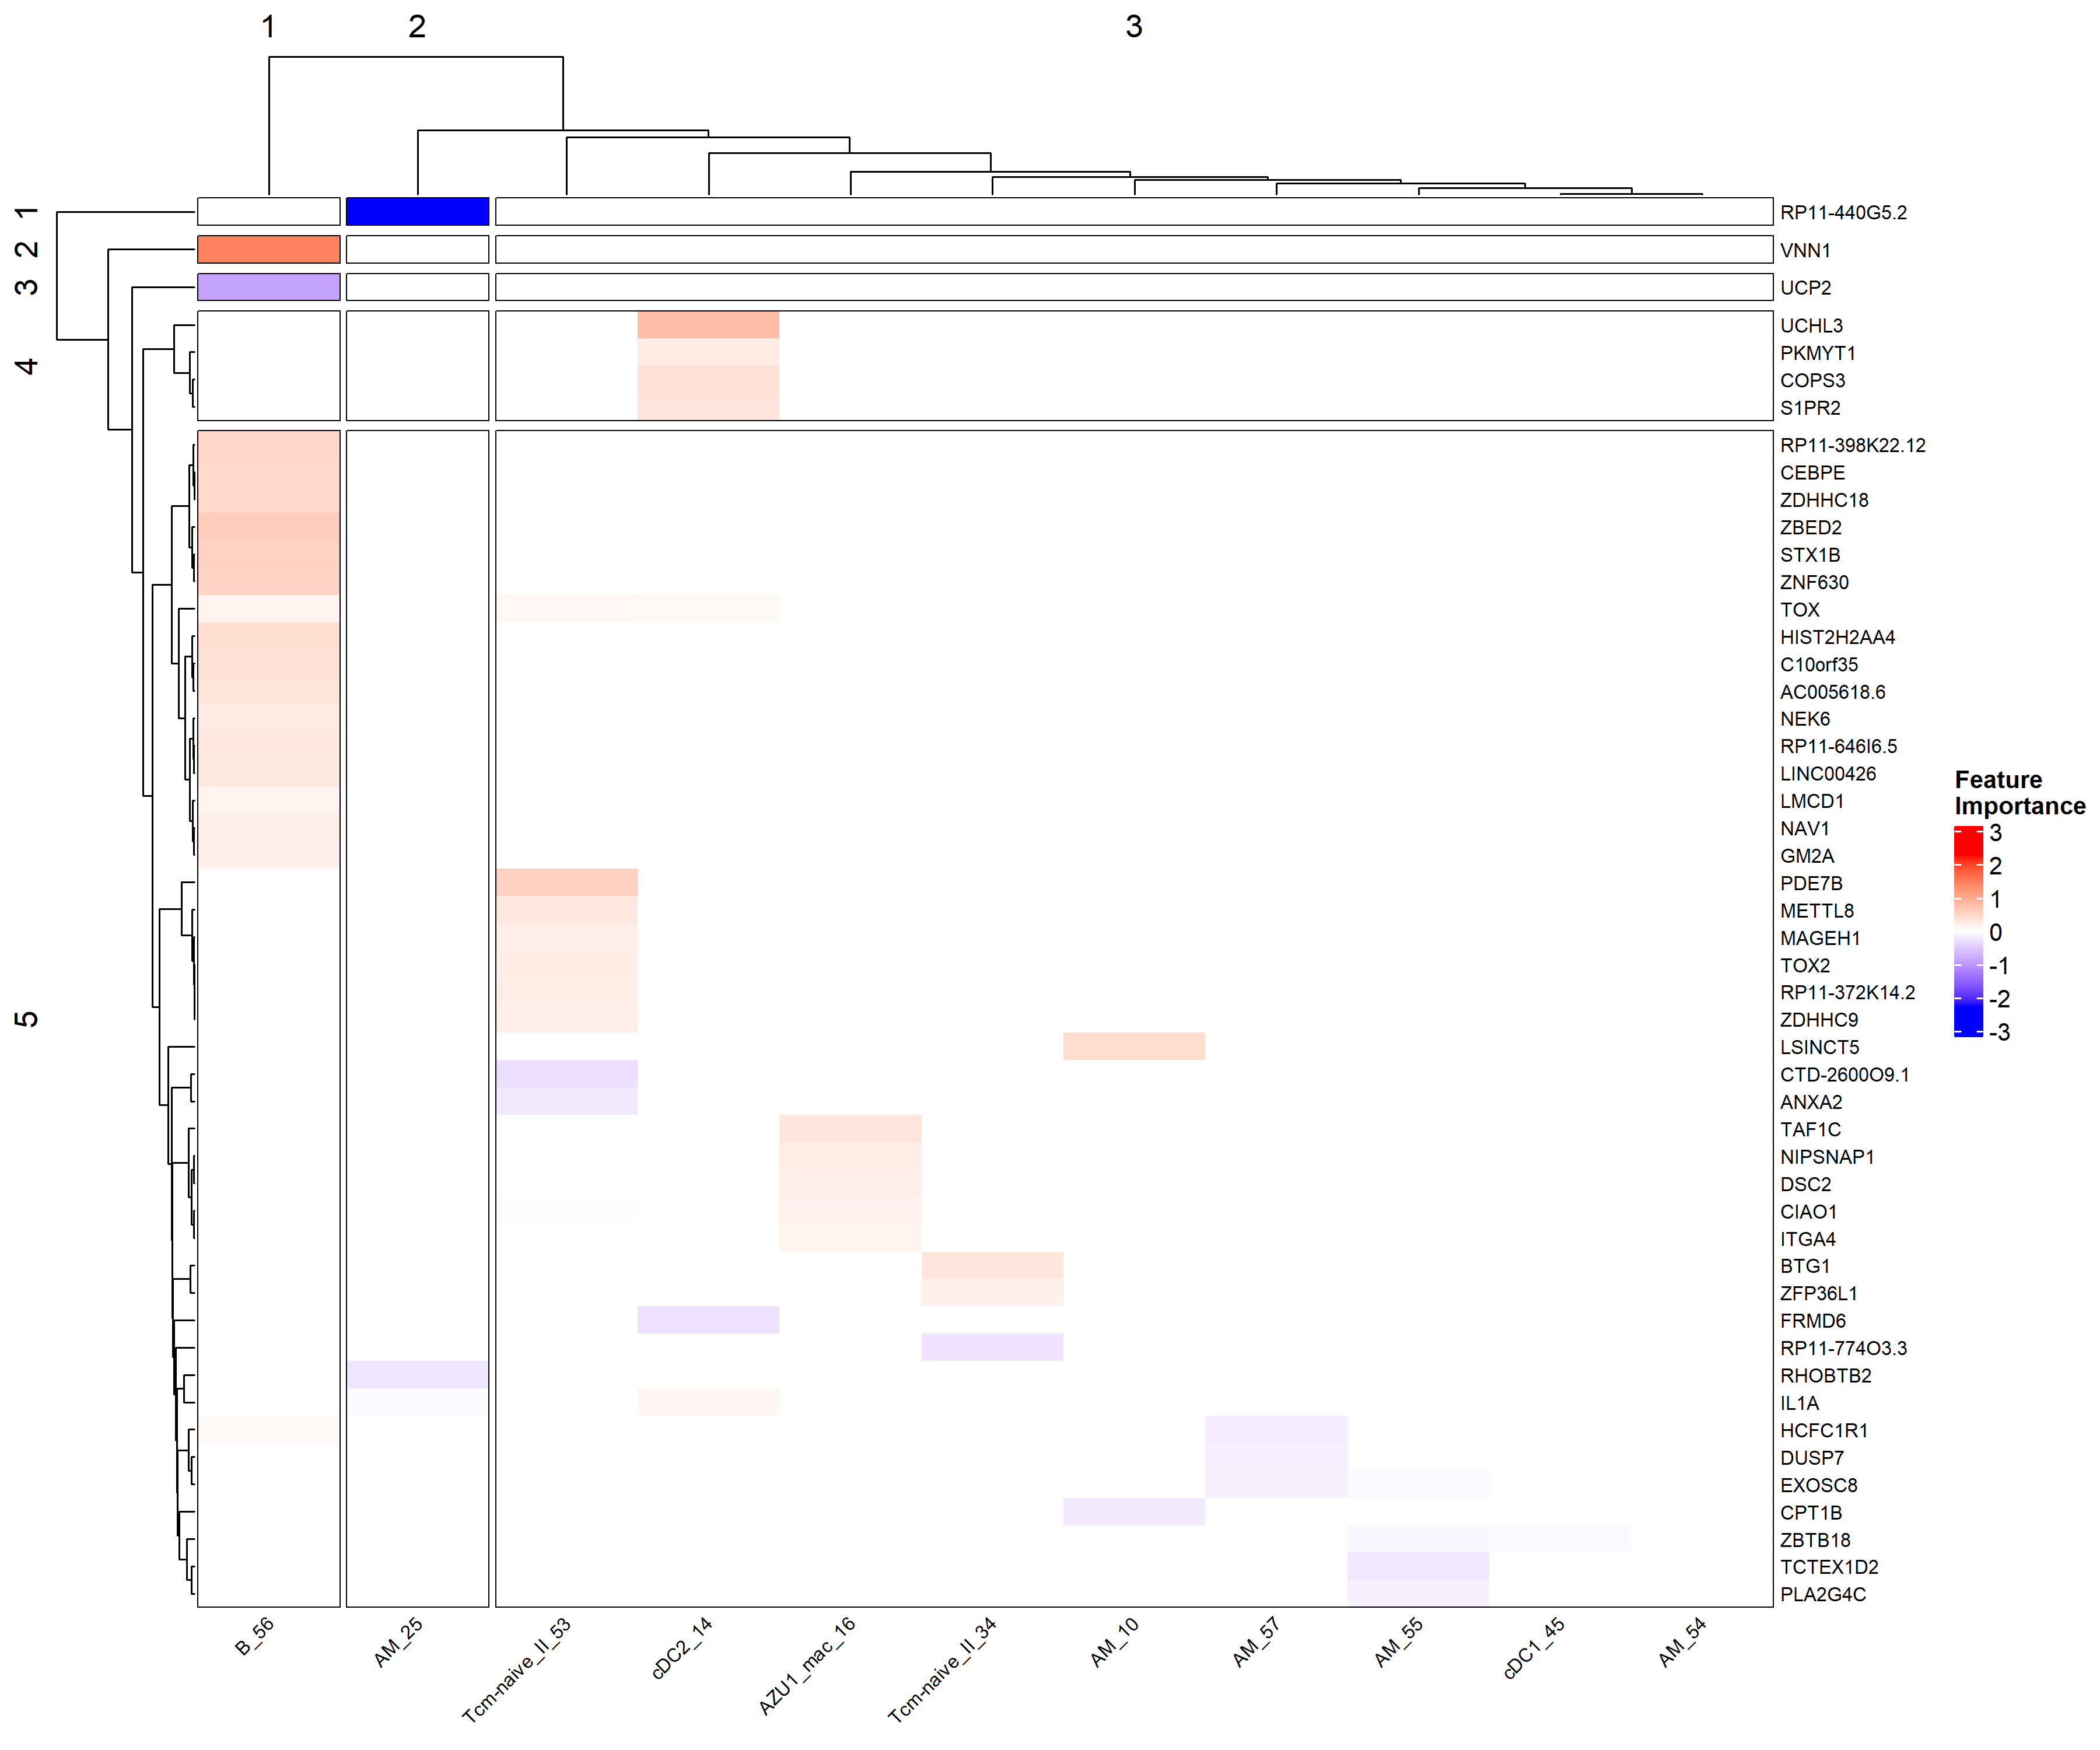 1
2
3
1
2
3
4
5
RP11-440G5.2
VNN1
UCP2
UCHL3
PKMYT1
COPS3
S1PR2
RP11-398K22.12
CEBPE
ZDHHC18
ZBED2
STX1B
ZNF630
TOX
HIST2H2AA4
C10orf35
AC005618.6
NEK6
RP11-646I6.5
LINC00426
LMCD1
NAV1
GM2A
PDE7B
METTL8
MAGEH1
TOX2
RP11-372K14.2
ZDHHC9
LSINCT5
CTD-2600O9.1
ANXA2
TAF1C
NIPSNAP1
DSC2
CIAO1
ITGA4
BTG1
ZFP36L1
FRMD6
RP11-774O3.3
RHOBTB2
IL1A
HCFC1R1
DUSP7
EXOSC8
CPT1B
ZBTB18
TCTEX1D2
PLA2G4C
Feature
Importance
3
2
1
0
-1
-2
-3
B_56
AM_25
Tcm-naive_II_53
cDC2_14
AZU1_mac_16
Tcm-naive_II_34
AM_10
AM_57
AM_55
cDC1_45
AM_54